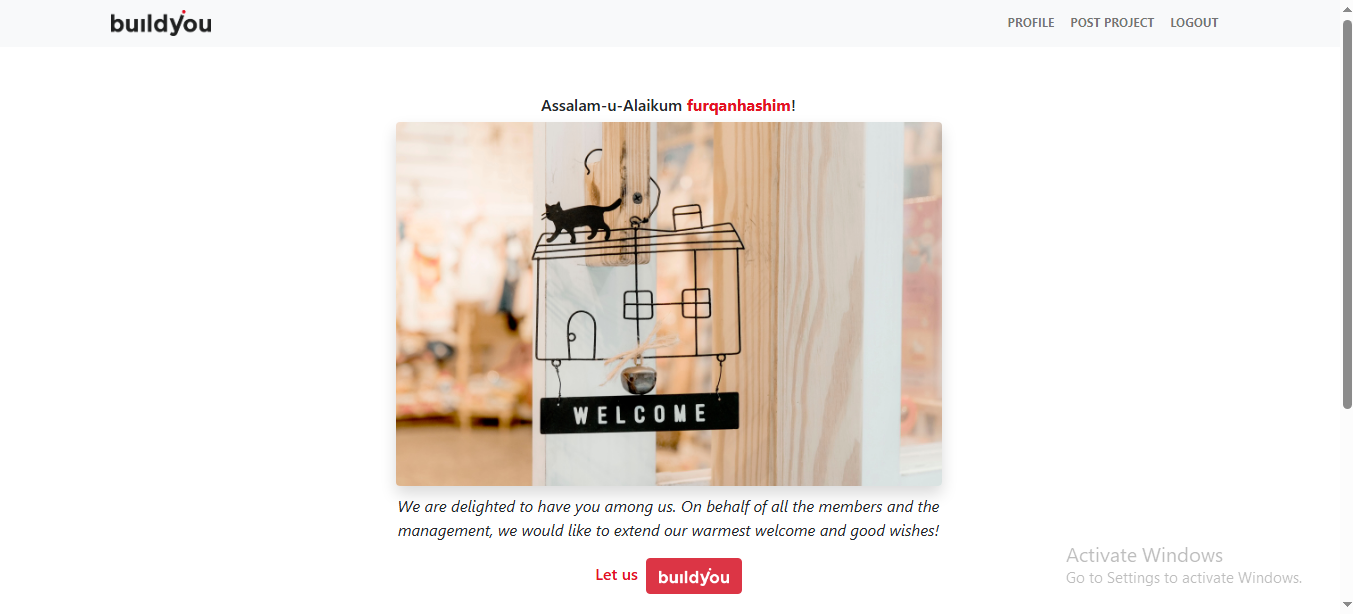 buildyou
PROFILE POST PROJECT LOGOUT
Assalam-u-Alaikum furqanhashim!
WELCOME
We are delighted to have you among us. On behalf of all the members and the
management, we would like to extend our warmest welcome and good wishes!
Let us buildyou
Activate Windows
Go to Settings to activate Windows.